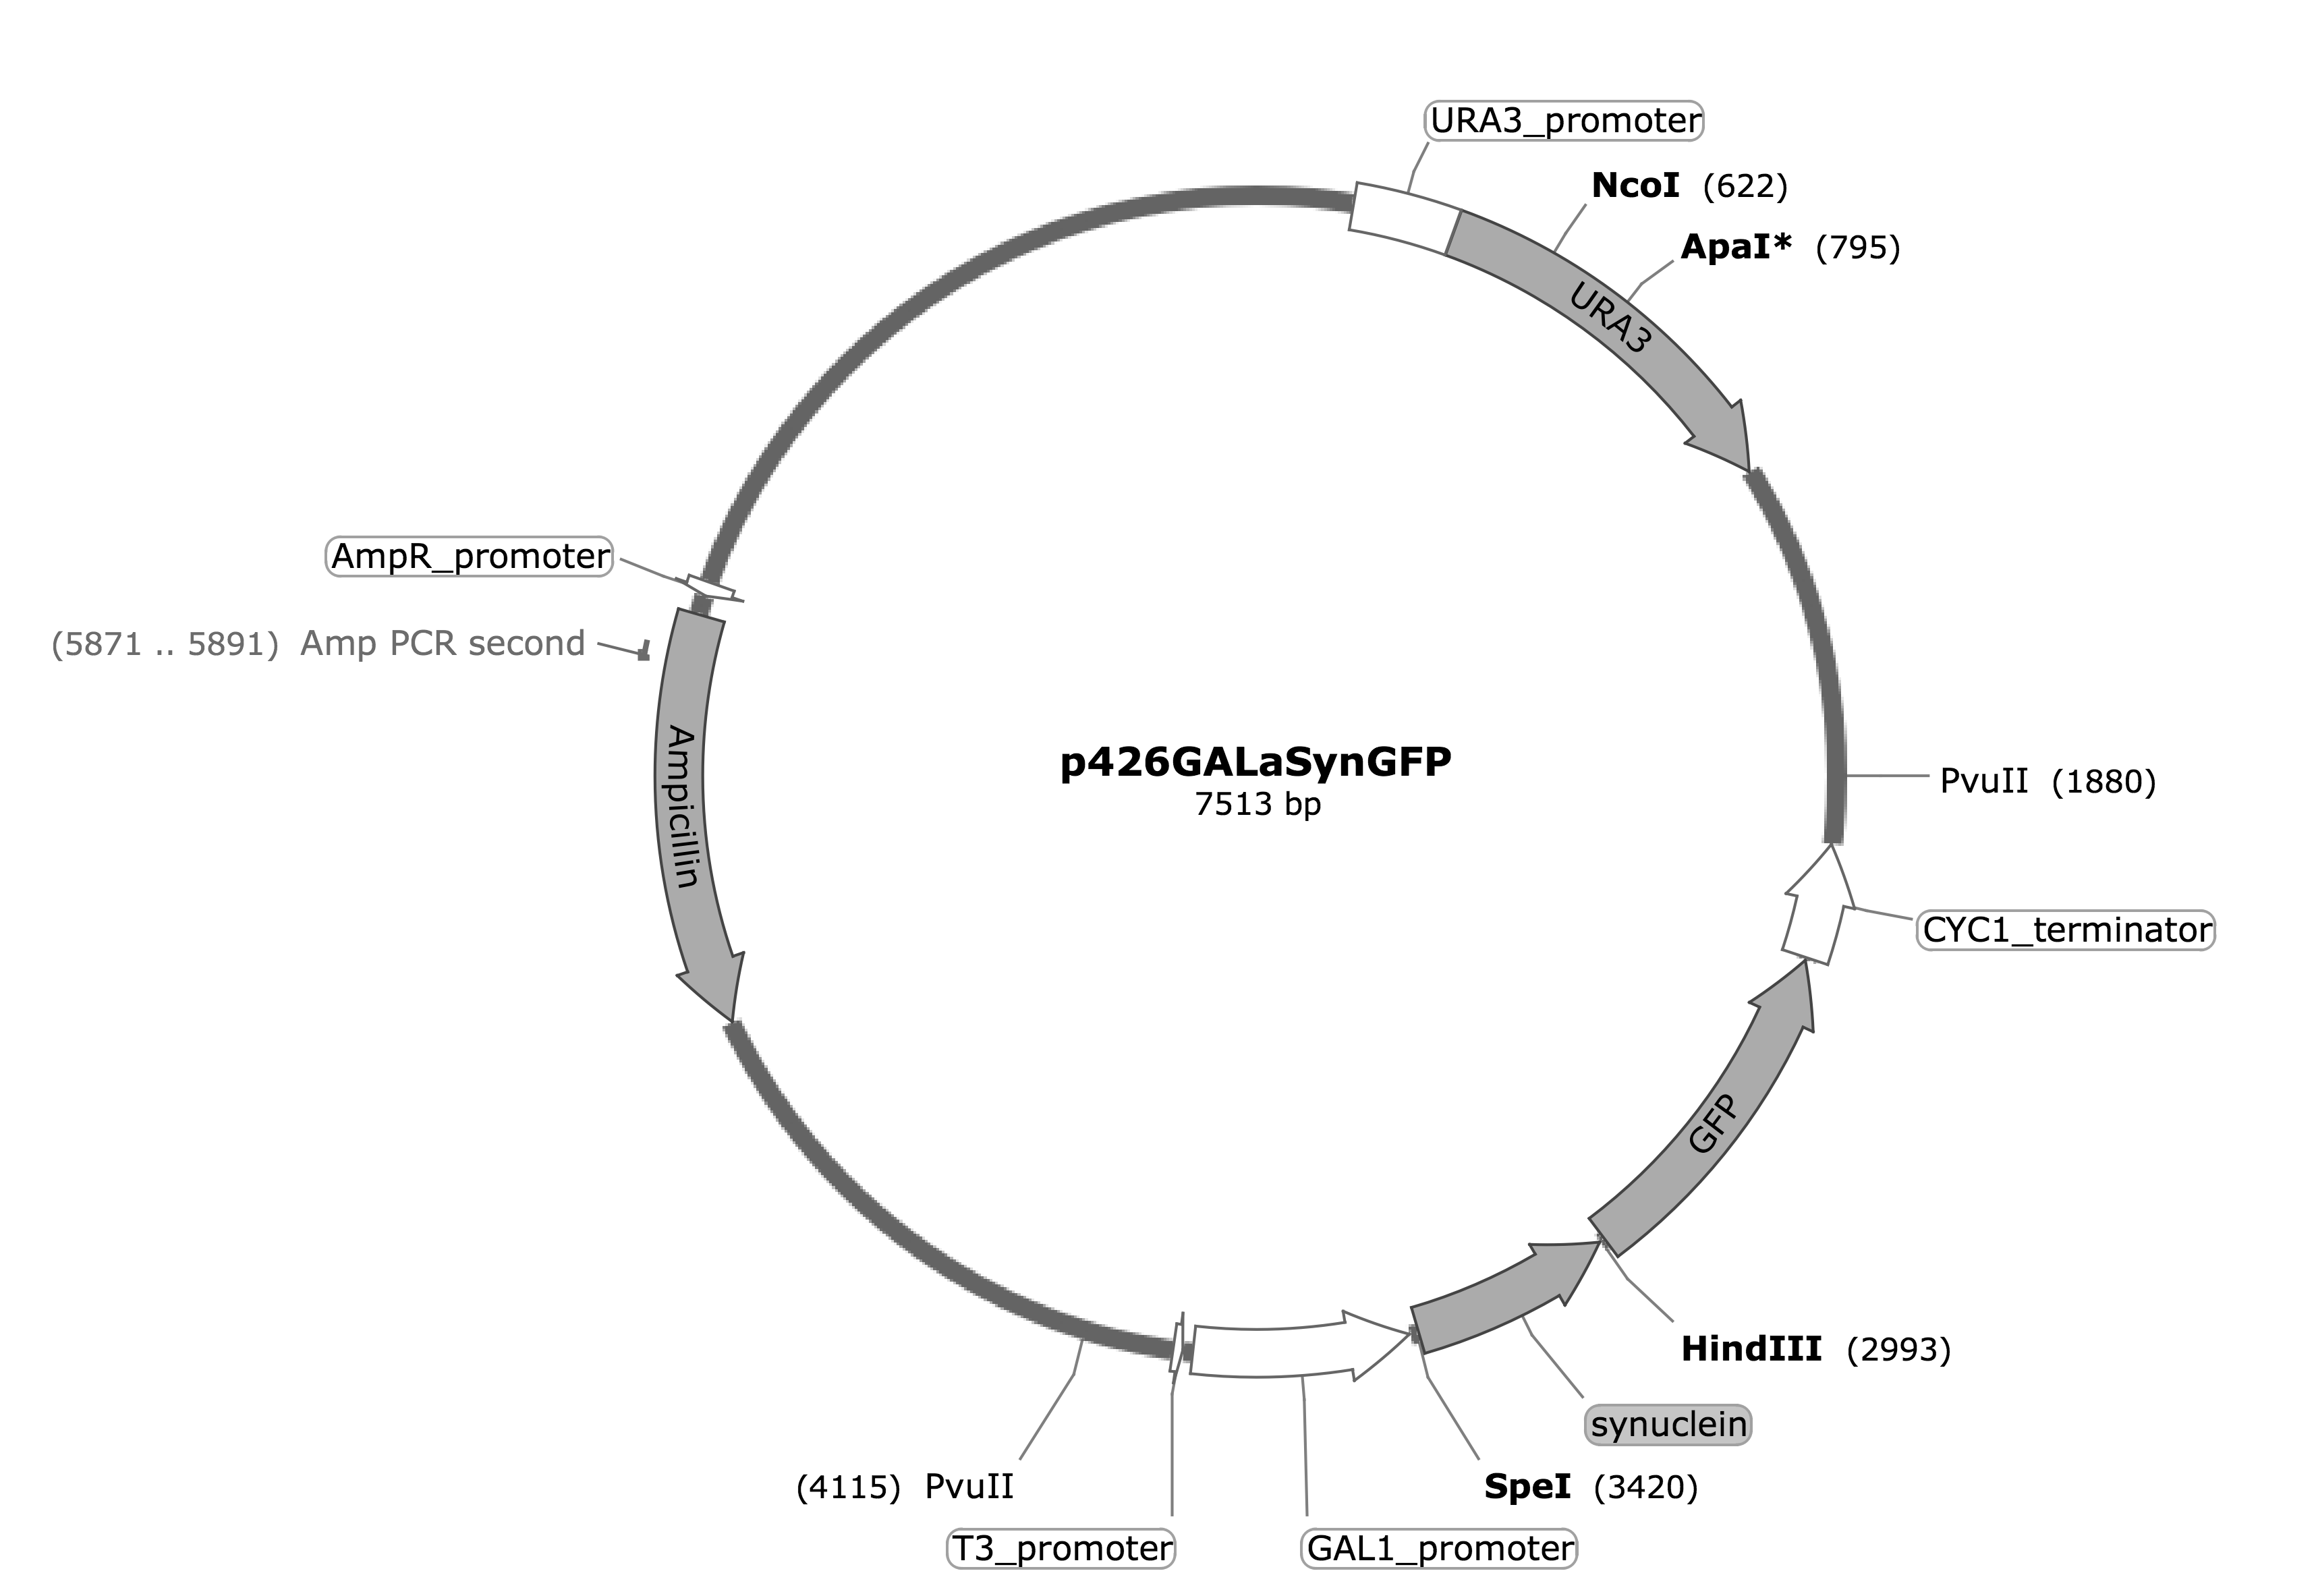 URA3_promoter
NcoI (622)
ApaI* (795)
URA3
AmpR_promoter
(5871 .. 5891) Amp PCR second
Ampicillin
p426GALaSynGFP
7513 bp
PvuII (1880)
CYC1_terminator
GFP
HindIII (2993)
synuclein
(4115) PvuII
SpeI (3420)
T3_promoter
GAL1_promoter